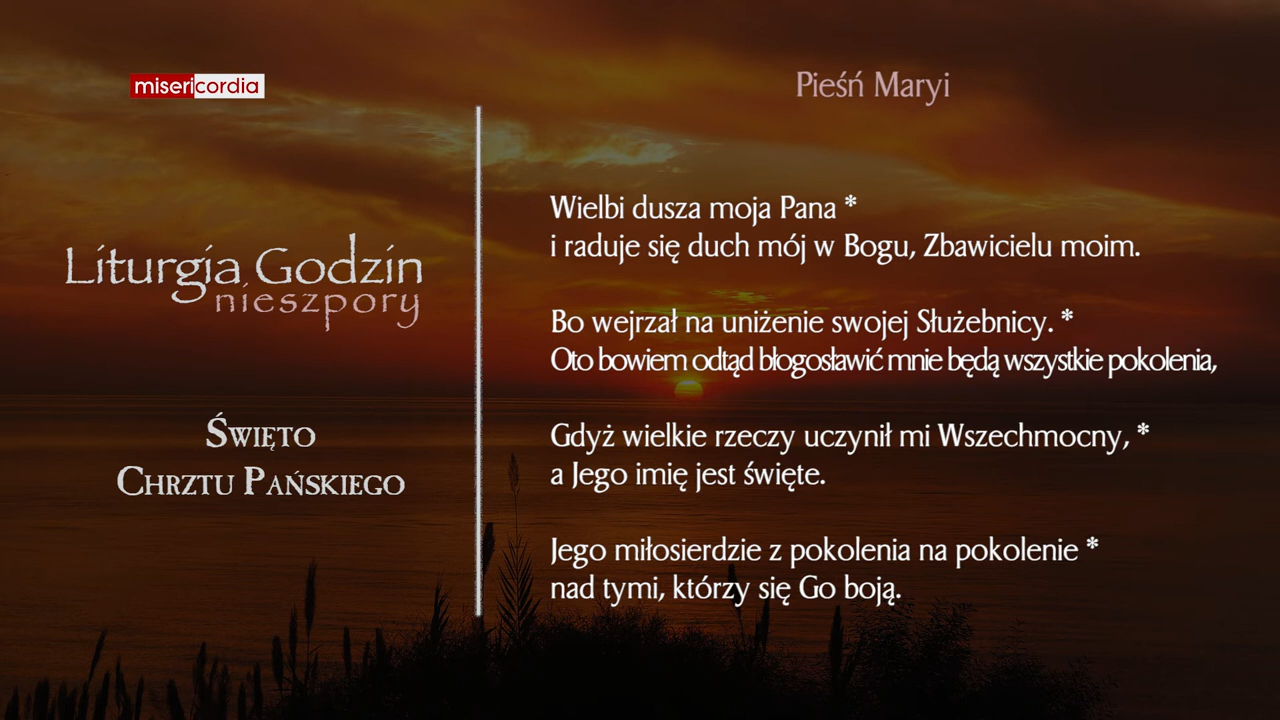 misericordia
Liturgia Godzin
nieszpory
Święto
Chrztu Pańskiego
Pieśń Maryi
Wielbi dusza moja Pana *
i raduje się duch mój w Bogu, Zbawicielu moim.
Bo wejrzał na uniżenie swojej Służebnicy. *
Oto bowiem odtąd błogosławić mnie będą wszystkie pokolenia,
Gdyż wielkie rzeczy uczynił mi Wszechmocny, *
a Jego imię jest święte.
Jego miłosierdzie z pokolenia na pokolenie *
nad tymi, którzy się Go boją.